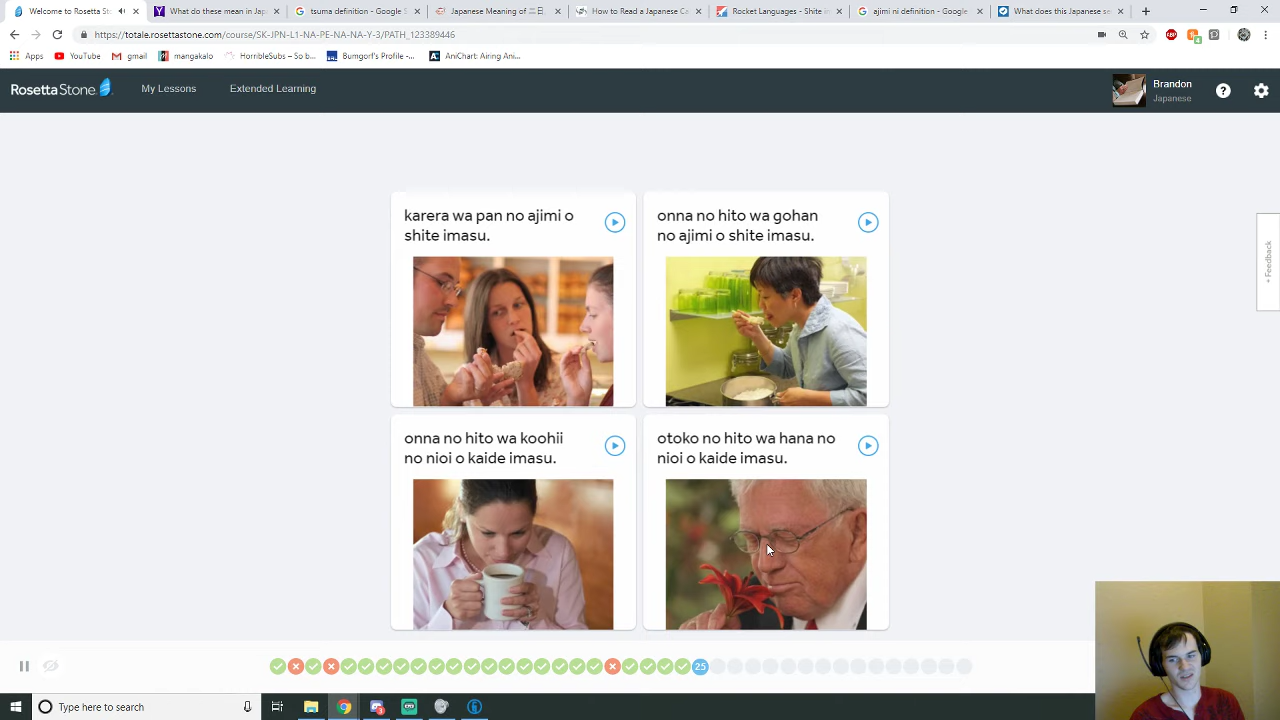 Welcome to Rosetta S
What do these mean in Jap
tsuma definition - Google S
Japanese Meaning of 二日
How to Read a Japanese Ca
Rocket Languages - Shite i
ajimi ni definition - Google
What does this Japanese se
https://totale.rosettastone.com/course/SK-JPN-L1-NA-PE-NA-NA-Y-3/PATH_123389446
Apps
YouTube
gmail
mangakalo
HorribleSubs – So b...
Bumgorf's Profile -...
AniChart: Airing Ani...
RosettaStone
My Lessons
Extended Learning
Brandon
Japanese
karera wa pan no ajimi o
shite imasu.
onna no hito wa gohan
no ajimi o shite imasu.
onna no hito wa koohii
no nioi o kaide imasu.
otoko no hito wa hana no
nioi o kaide imasu.
+ Feedback
25
Type here to search